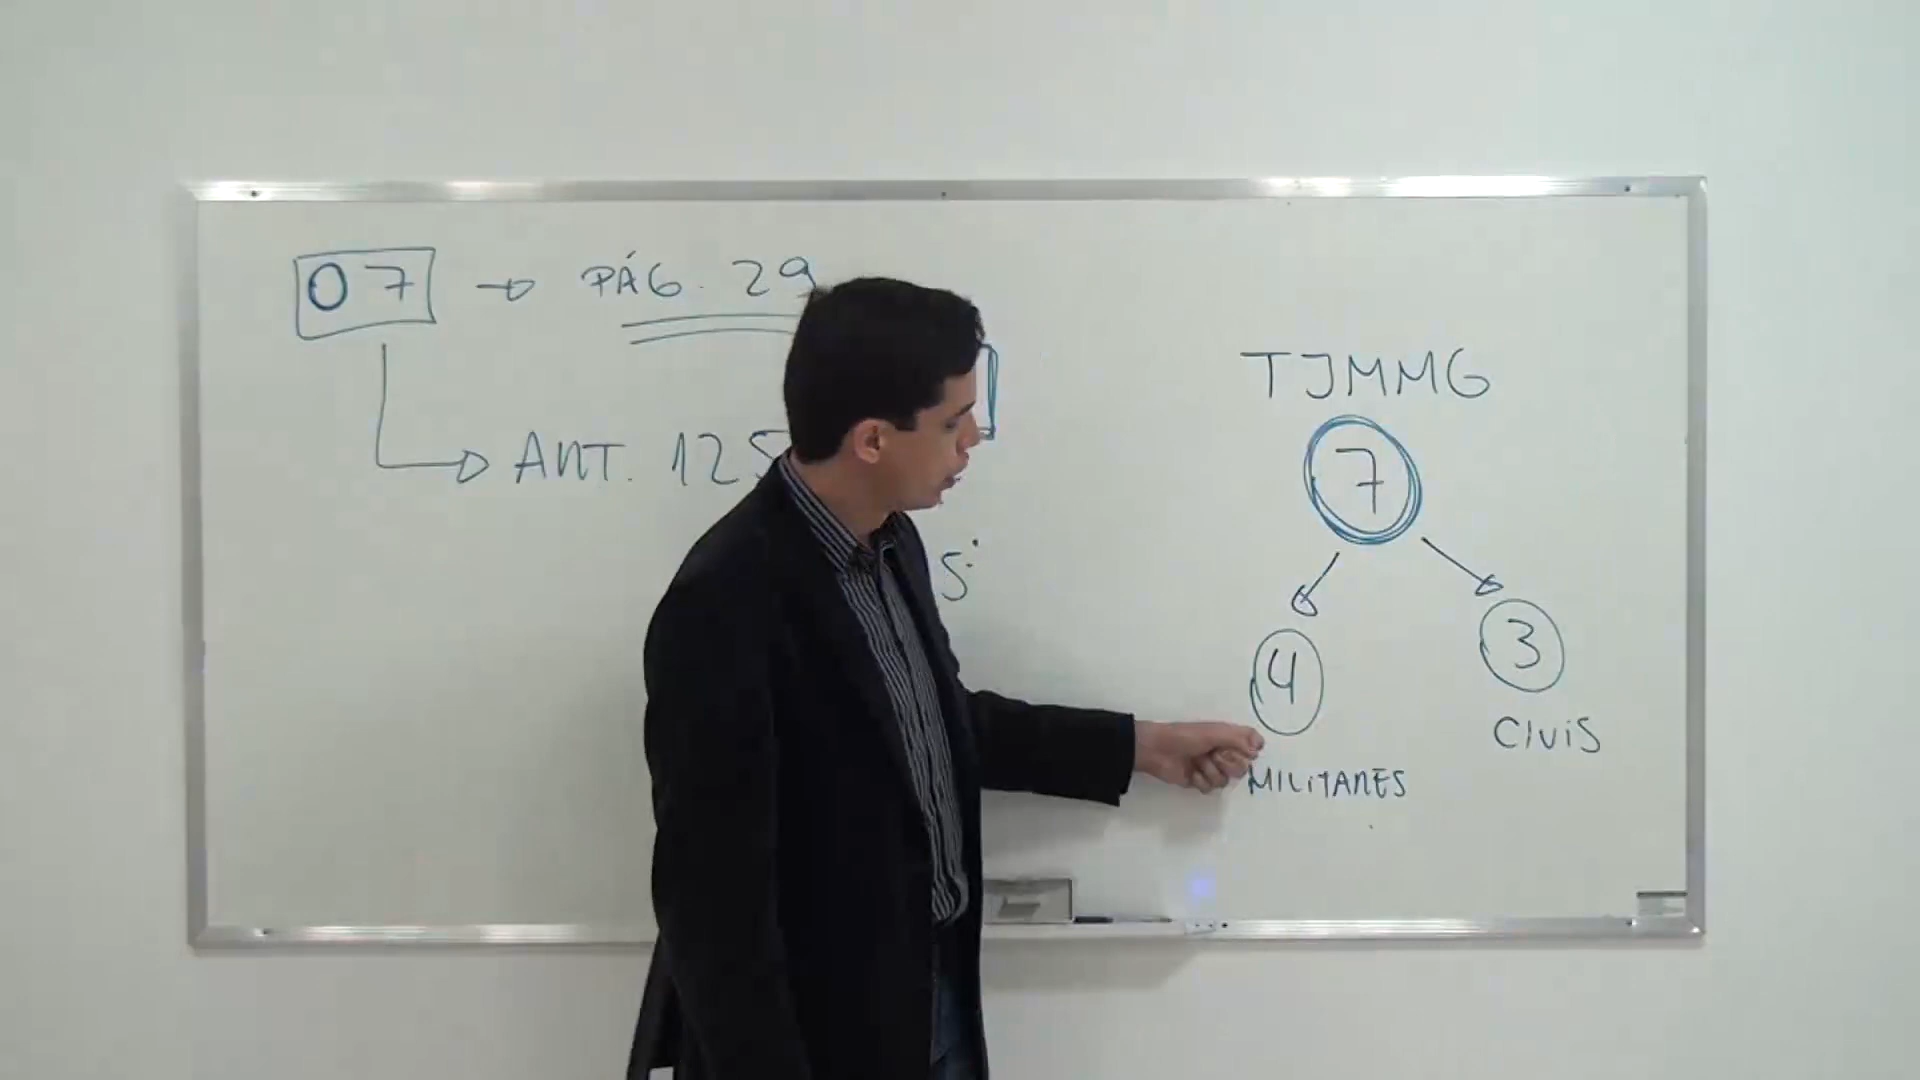 07 → PÁG. 29
ART. 125
S:
TJMMG
7
4
3
CIVIS
MILITARES